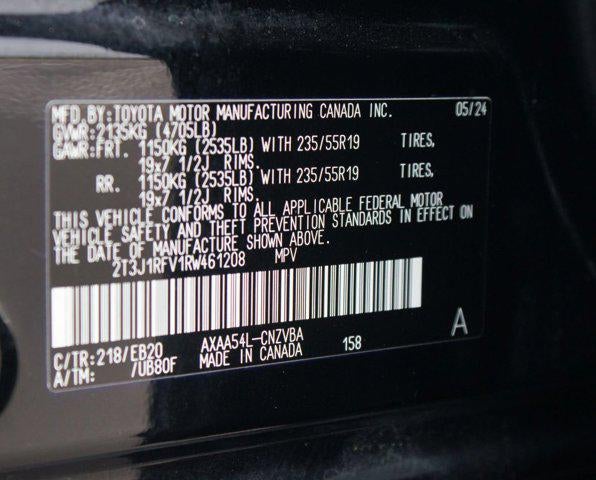 MFD.BY:TOYOTA MOTOR MANUFACTURING CANADA INC. 05/24
GVWR:2135KG (4705LB)
GAWR:FRT. 1150KG (2535LB) WITH 235/55R19 TIRES,
19x7 1/2J RIMS.
RR. 1150KG (2535LB) WITH 235/55R19 TIRES,
19x7 1/2J RIMS.
THIS VEHICLE CONFORMS TO ALL APPLICABLE FEDERAL MOTOR
VEHICLE SAFETY AND THEFT PREVENTION STANDARDS IN EFFECT ON
THE DATE OF MANUFACTURE SHOWN ABOVE.
2T3J1RFV1RW461208 MPV
C/TR:218/EB20 AXAA54L-CNZVBA 158 A
A/TM: /UB80F MADE IN CANADA